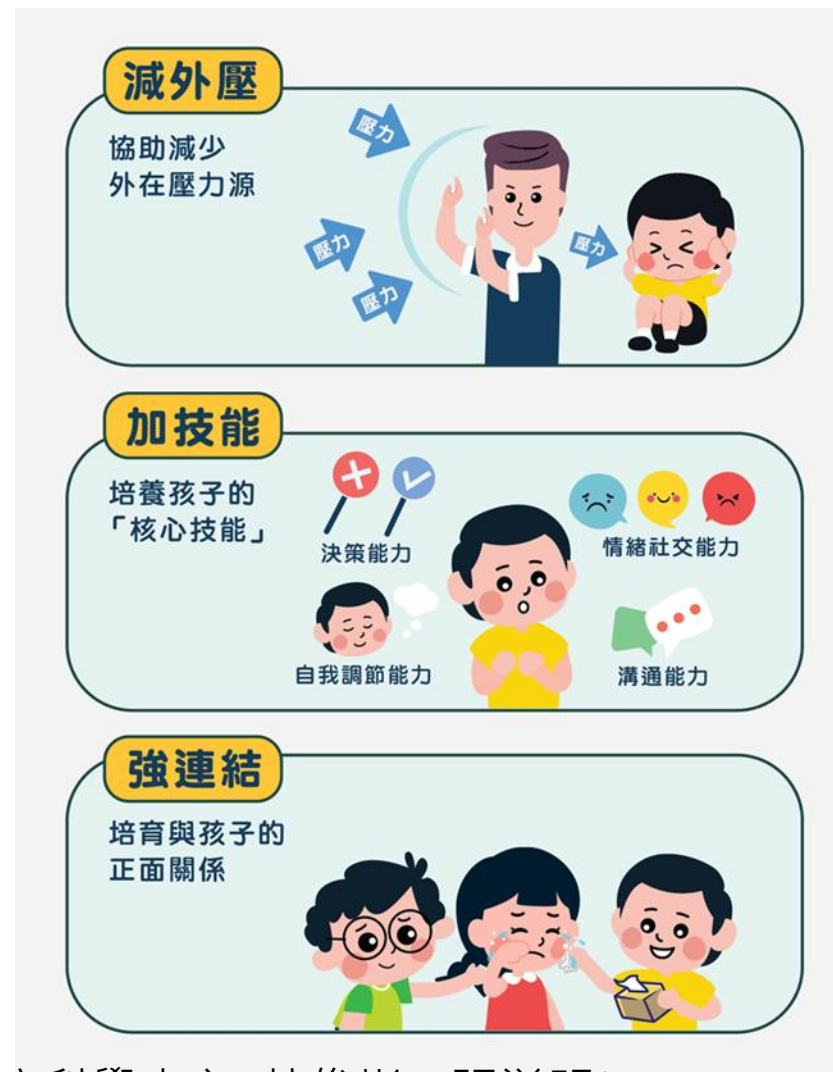 減外壓
協助減少
外在壓力源
壓力
壓力
壓力
壓力
加技能
培養孩子的
「核心技能」
決策能力
情緒社交能力
自我調節能力
溝通能力
強連結
培育與孩子的
正面關係